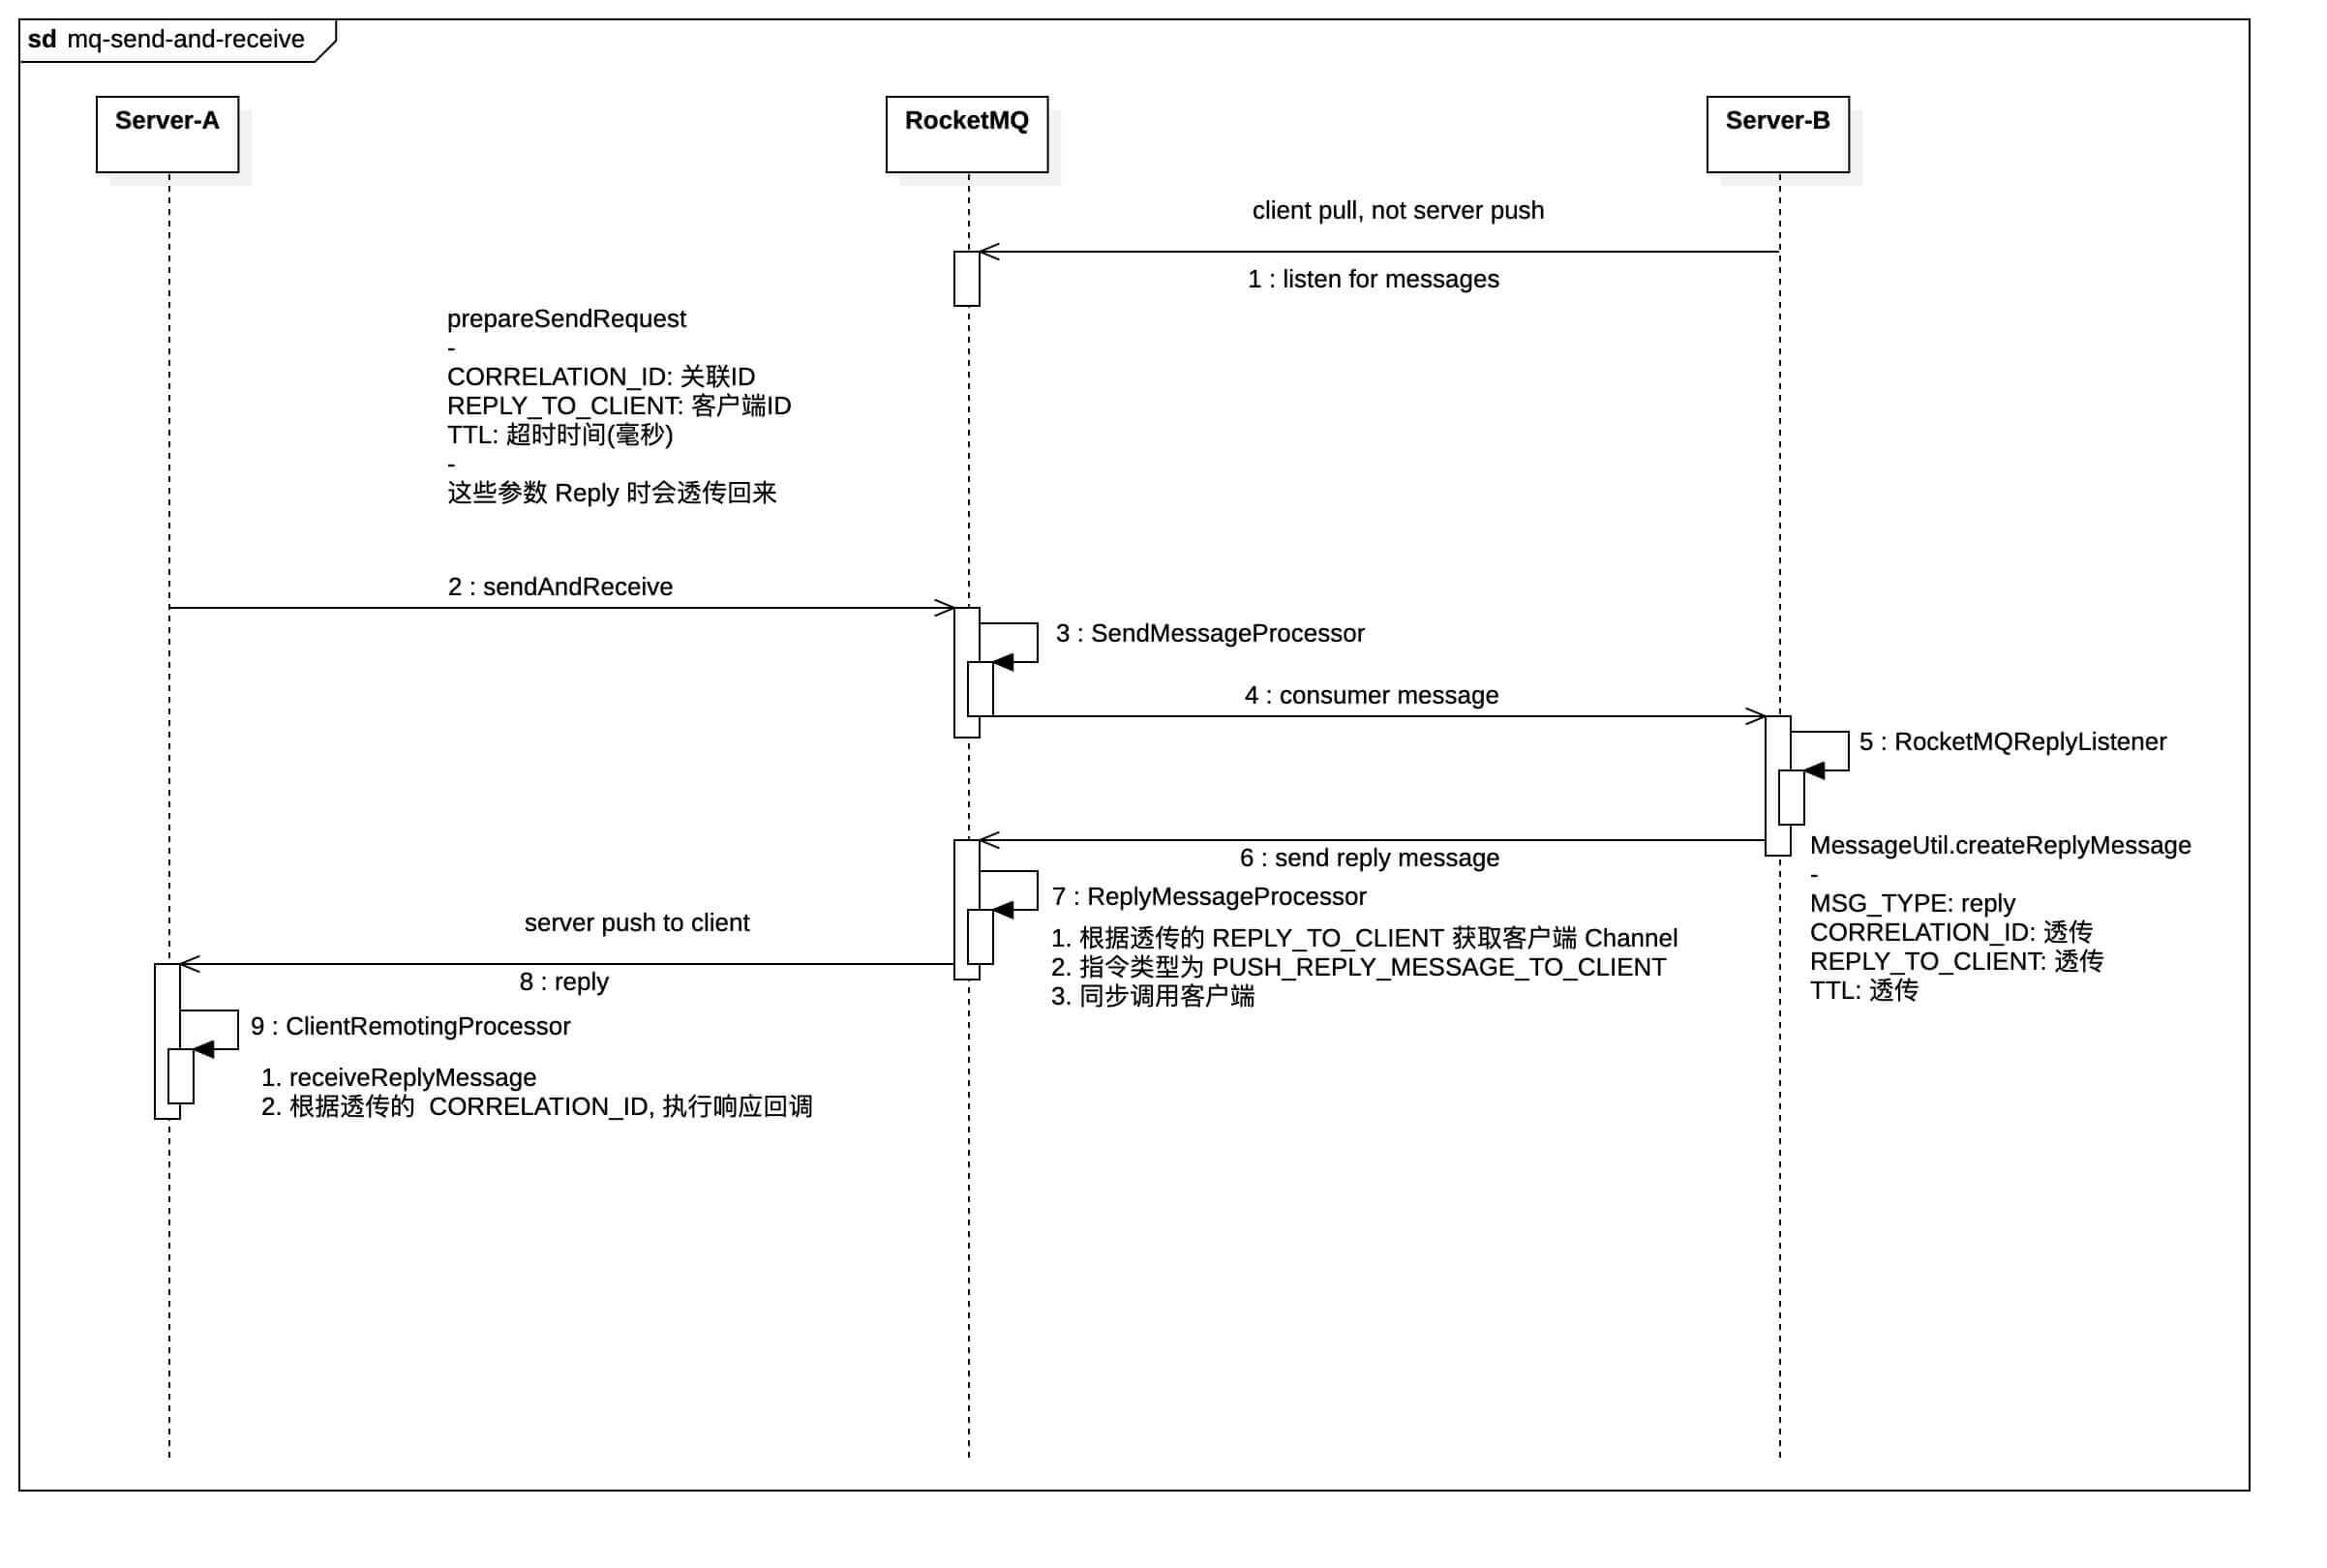 sd mq-send-and-receive
Server-A
RocketMQ
Server-B
client pull, not server push
1 : listen for messages
prepareSendRequest
-
CORRELATION_ID: 关联ID
REPLY_TO_CLIENT: 客户端ID
TTL: 超时时间(毫秒)
-
这些参数 Reply 时会透传回来
2 : sendAndReceive
3 : SendMessageProcessor
4 : consumer message
5 : RocketMQReplyListener
6 : send reply message
MessageUtil.createReplyMessage
-
MSG_TYPE: reply
CORRELATION_ID: 透传
REPLY_TO_CLIENT: 透传
TTL: 透传
7 : ReplyMessageProcessor
1. 根据透传的 REPLY_TO_CLIENT 获取客户端 Channel
2. 指令类型为 PUSH_REPLY_MESSAGE_TO_CLIENT
3. 同步调用客户端
server push to client
8 : reply
9 : ClientRemotingProcessor
1. receiveReplyMessage
2. 根据透传的  CORRELATION_ID, 执行响应回调